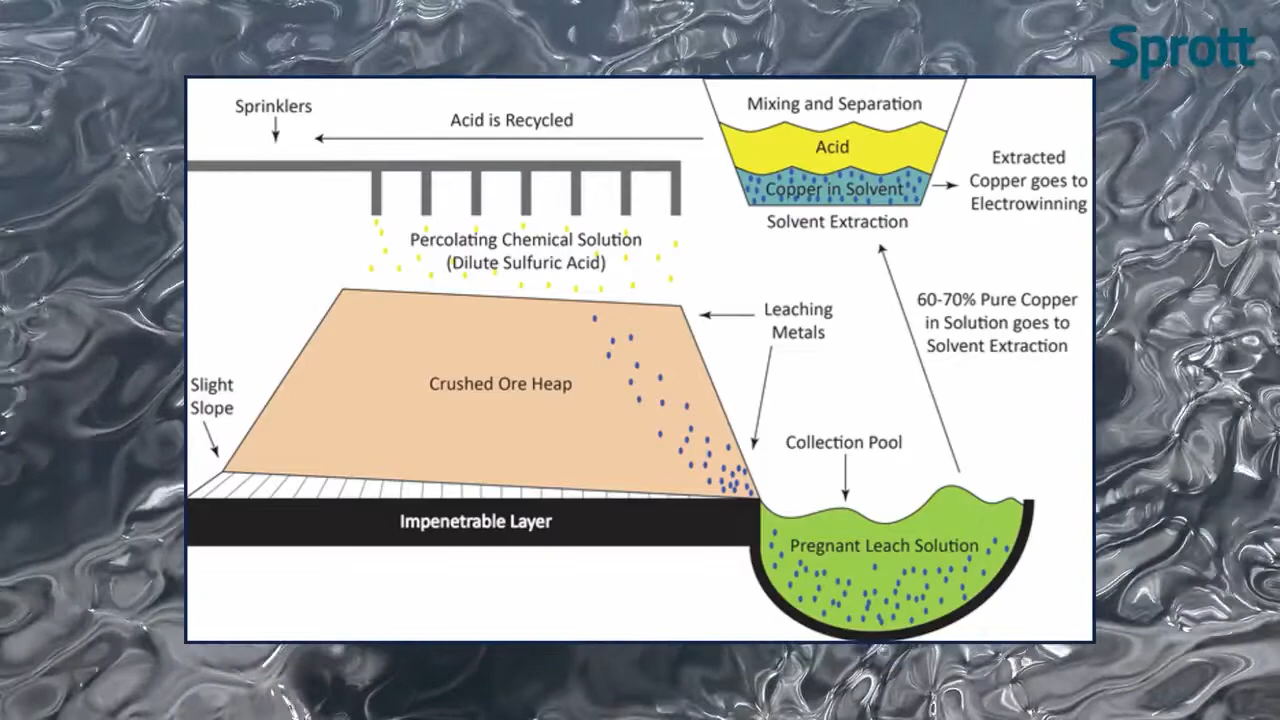 Sprott
Sprinklers
Acid is Recycled
Mixing and Separation
Acid
Copper in Solvent
Solvent Extraction
Extracted
Copper goes to
Electrowinning
Percolating Chemical Solution
(Dilute Sulfuric Acid)
Leaching
Metals
60-70% Pure Copper
in Solution goes to
Solvent Extraction
Crushed Ore Heap
Slight
Slope
Collection Pool
Impenetrable Layer
Pregnant Leach Solution